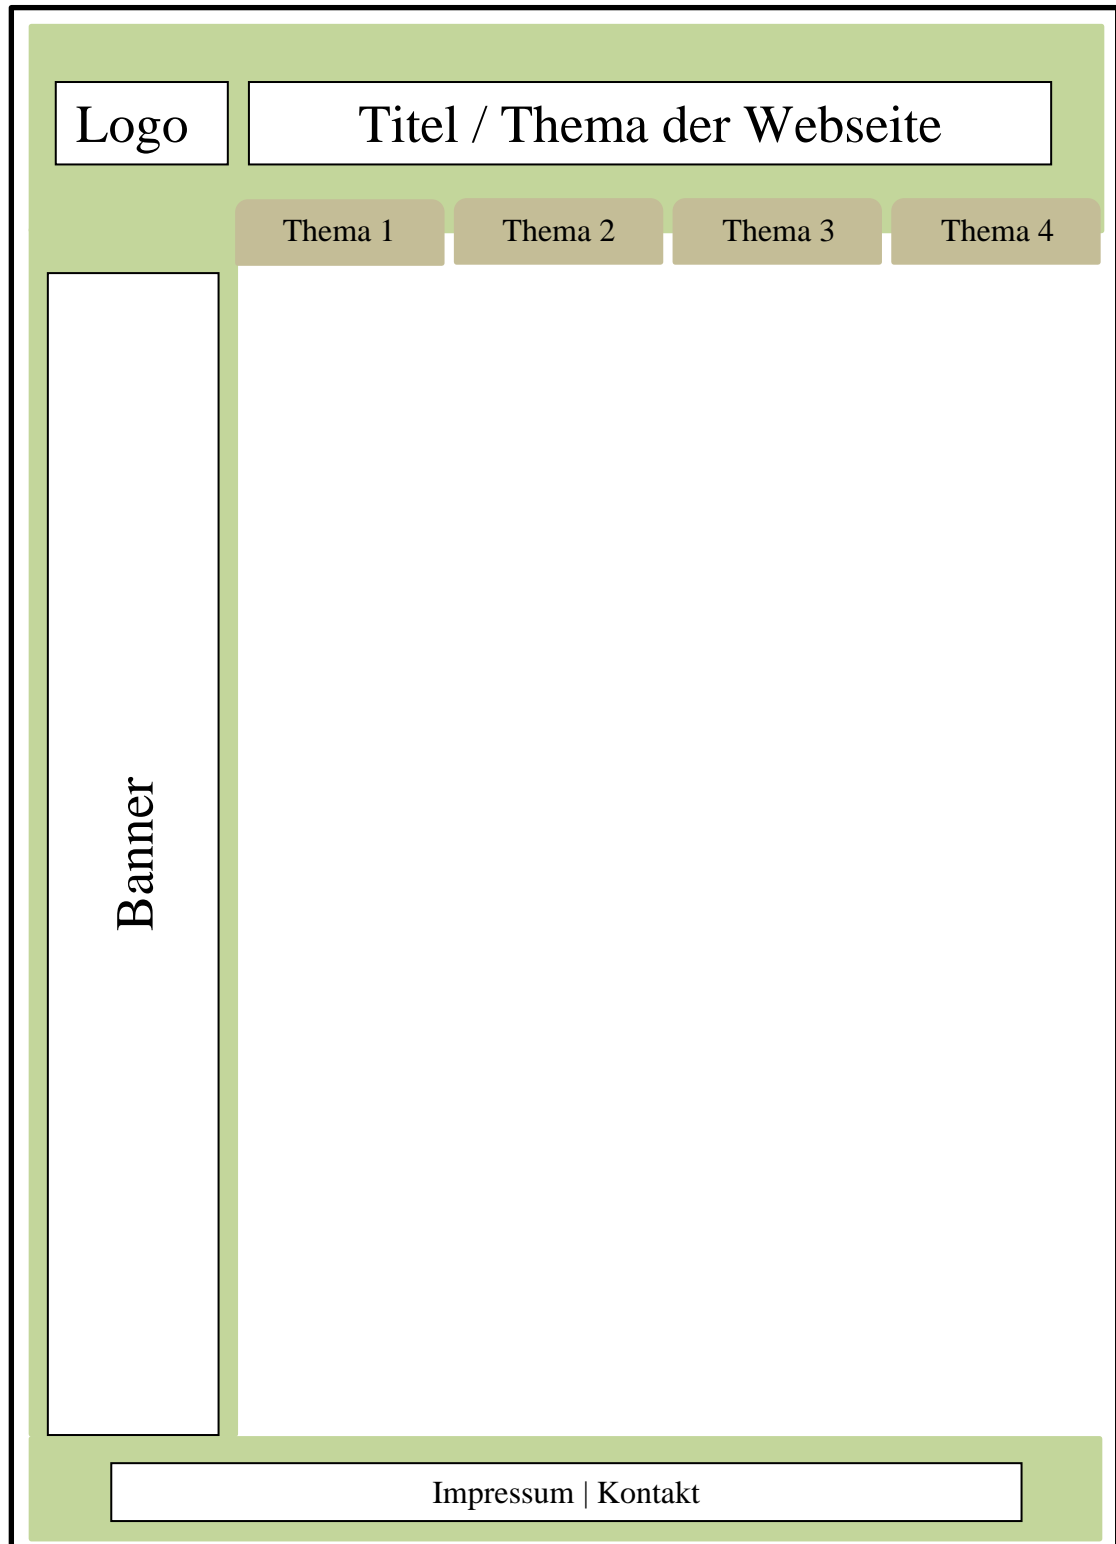 Logo
Titel / Thema der Webseite
Thema 1
Thema 2
Thema 3
Thema 4
Banner
Impressum | Kontakt